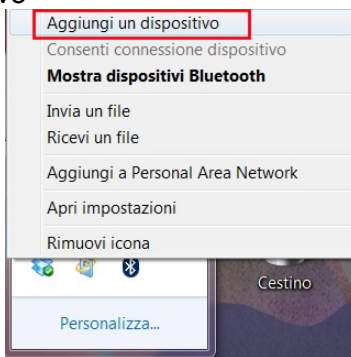 Aggiungi un dispositivo
Consenti connessione dispositivo
Mostra dispositivi Bluetooth
Invia un file
Ricevi un file
Aggiungi a Personal Area Network
Apri impostazioni
Rimuovi icona
Cestino
Personalizza...